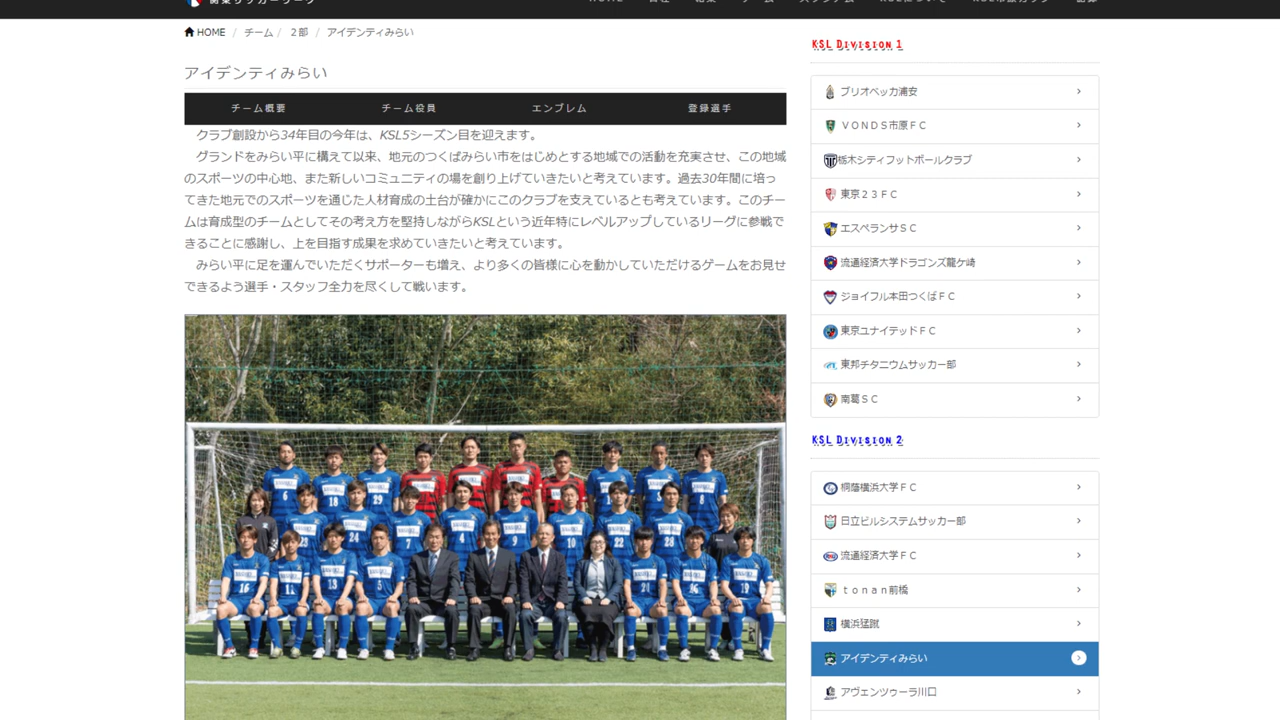 HOME / チーム / 2部 / アイデンティみらい
アイデンティみらい
チーム概要 チーム役員 エンブレム 登録選手
クラブ創設から34年目の今年は、KSL5シーズン目を迎えます。
グランドをみらい平に構えて以来、地元のつくばみらい市をはじめとする地域での活動を充実させ、この地域
のスポーツの中心地、また新しいコミュニティの場を創り上げていきたいと考えています。過去30年間に培っ
てきた地元でのスポーツを通じた人材育成の土台が確かにこのクラブを支えているとも考えています。このチー
ムは育成型のチームとしてその考え方を堅持しながらKSLという近年特にレベルアップしているリーグに参戦で
きることに感謝し、上を目指す成果を求めていきたいと考えています。
みらい平に足を運んでいただくサポーターも増え、より多くの皆様に心を動かしていただけるゲームをお見せ
できるよう選手・スタッフ全力を尽くして戦います。
6
18
29
8
24
7
4
9
10
22
28
16
11
13
5
21
16
19
KSL Division 1
ブリオベッカ浦安
ＶＯＮＤＳ市原ＦＣ
栃木シティフットボールクラブ
東京２３ＦＣ
エスペランサＳＣ
流通経済大学ドラゴンズ龍ケ崎
ジョイフル本田つくばＦＣ
東京ユナイテッドＦＣ
東邦チタニウムサッカー部
南葛ＳＣ
KSL Division 2
桐蔭横浜大学ＦＣ
日立ビルシステムサッカー部
流通経済大学ＦＣ
ｔｏｎａｎ前橋
横浜猛蹴
アイデンティみらい
アヴェンツゥーラ川口